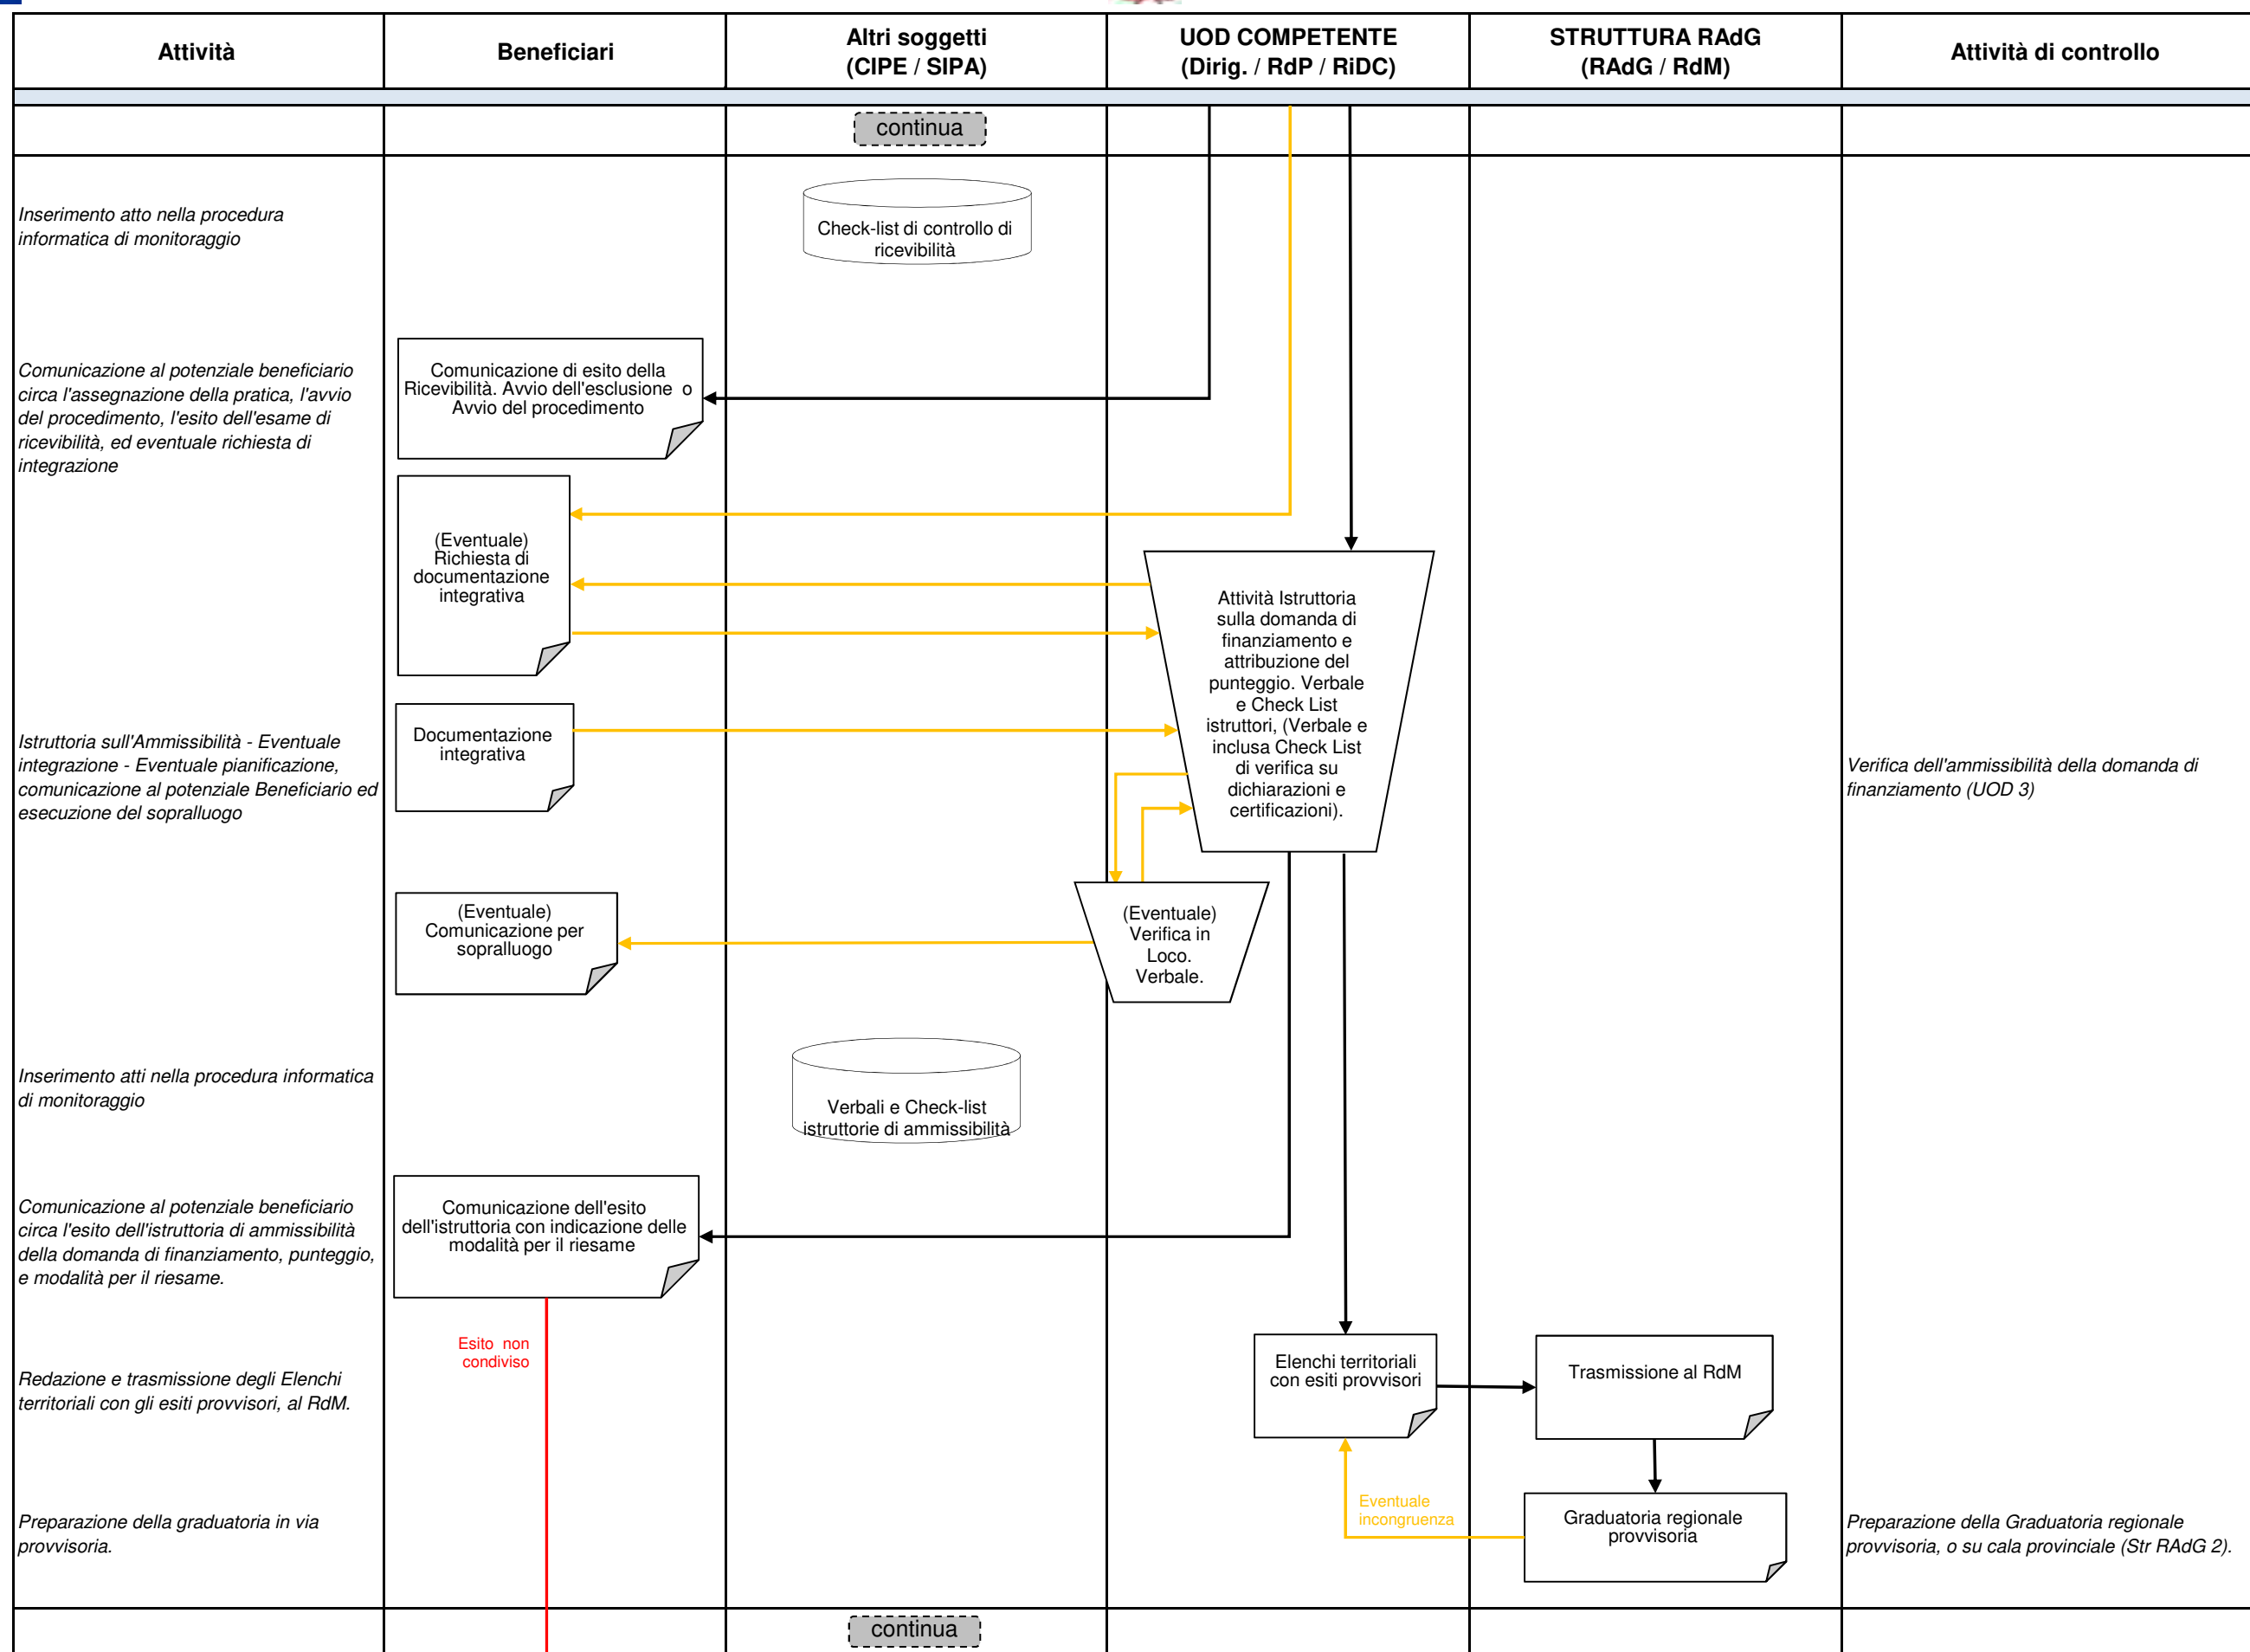 Attività
Beneficiari
Altri soggetti
(CIPE / SIPA)
UOD COMPETENTE
(Dirig. / RdP / RiDC)
STRUTTURA RAdG
(RAdG / RdM)
Attività di controllo
continua
Inserimento atto nella procedura
informatica di monitoraggio
Check-list di controllo di
ricevibilità
Comunicazione al potenziale beneficiario
circa l'assegnazione della pratica, l'avvio
del procedimento, l'esito dell'esame di
ricevibilità, ed eventuale richiesta di
integrazione
Comunicazione di esito della
Ricevibilità. Avvio dell'esclusione o
Avvio del procedimento
(Eventuale)
Richiesta di
documentazione
integrativa
Attività Istruttoria
sulla domanda di
finanziamento e
attribuzione del
punteggio. Verbale
e Check List
istruttori, (Verbale e
inclusa Check List
di verifica su
dichiarazioni e
certificazioni).
Istruttoria sull'Ammissibilità - Eventuale
integrazione - Eventuale pianificazione,
comunicazione al potenziale Beneficiario ed
esecuzione del sopralluogo
Documentazione
integrativa
Verifica dell'ammissibilità della domanda di
finanziamento (UOD 3)
(Eventuale)
Comunicazione per
sopralluogo
(Eventuale)
Verifica in
Loco.
Verbale.
Inserimento atti nella procedura informatica
di monitoraggio
Verbali e Check-list
istruttorie di ammissibilità
Comunicazione al potenziale beneficiario
circa l'esito dell'istruttoria di ammissibilità
della domanda di finanziamento, punteggio,
e modalità per il riesame.
Comunicazione dell'esito
dell'istruttoria con indicazione delle
modalità per il riesame
Esito non
condiviso
Redazione e trasmissione degli Elenchi
territoriali con gli esiti provvisori, al RdM.
Elenchi territoriali
con esiti provvisori
Trasmissione al RdM
Eventuale
incongruenza
Preparazione della graduatoria in via
provvisoria.
Graduatoria regionale
provvisoria
Preparazione della Graduatoria regionale
provvisoria, o su cala provinciale (Str RAdG 2).
continua